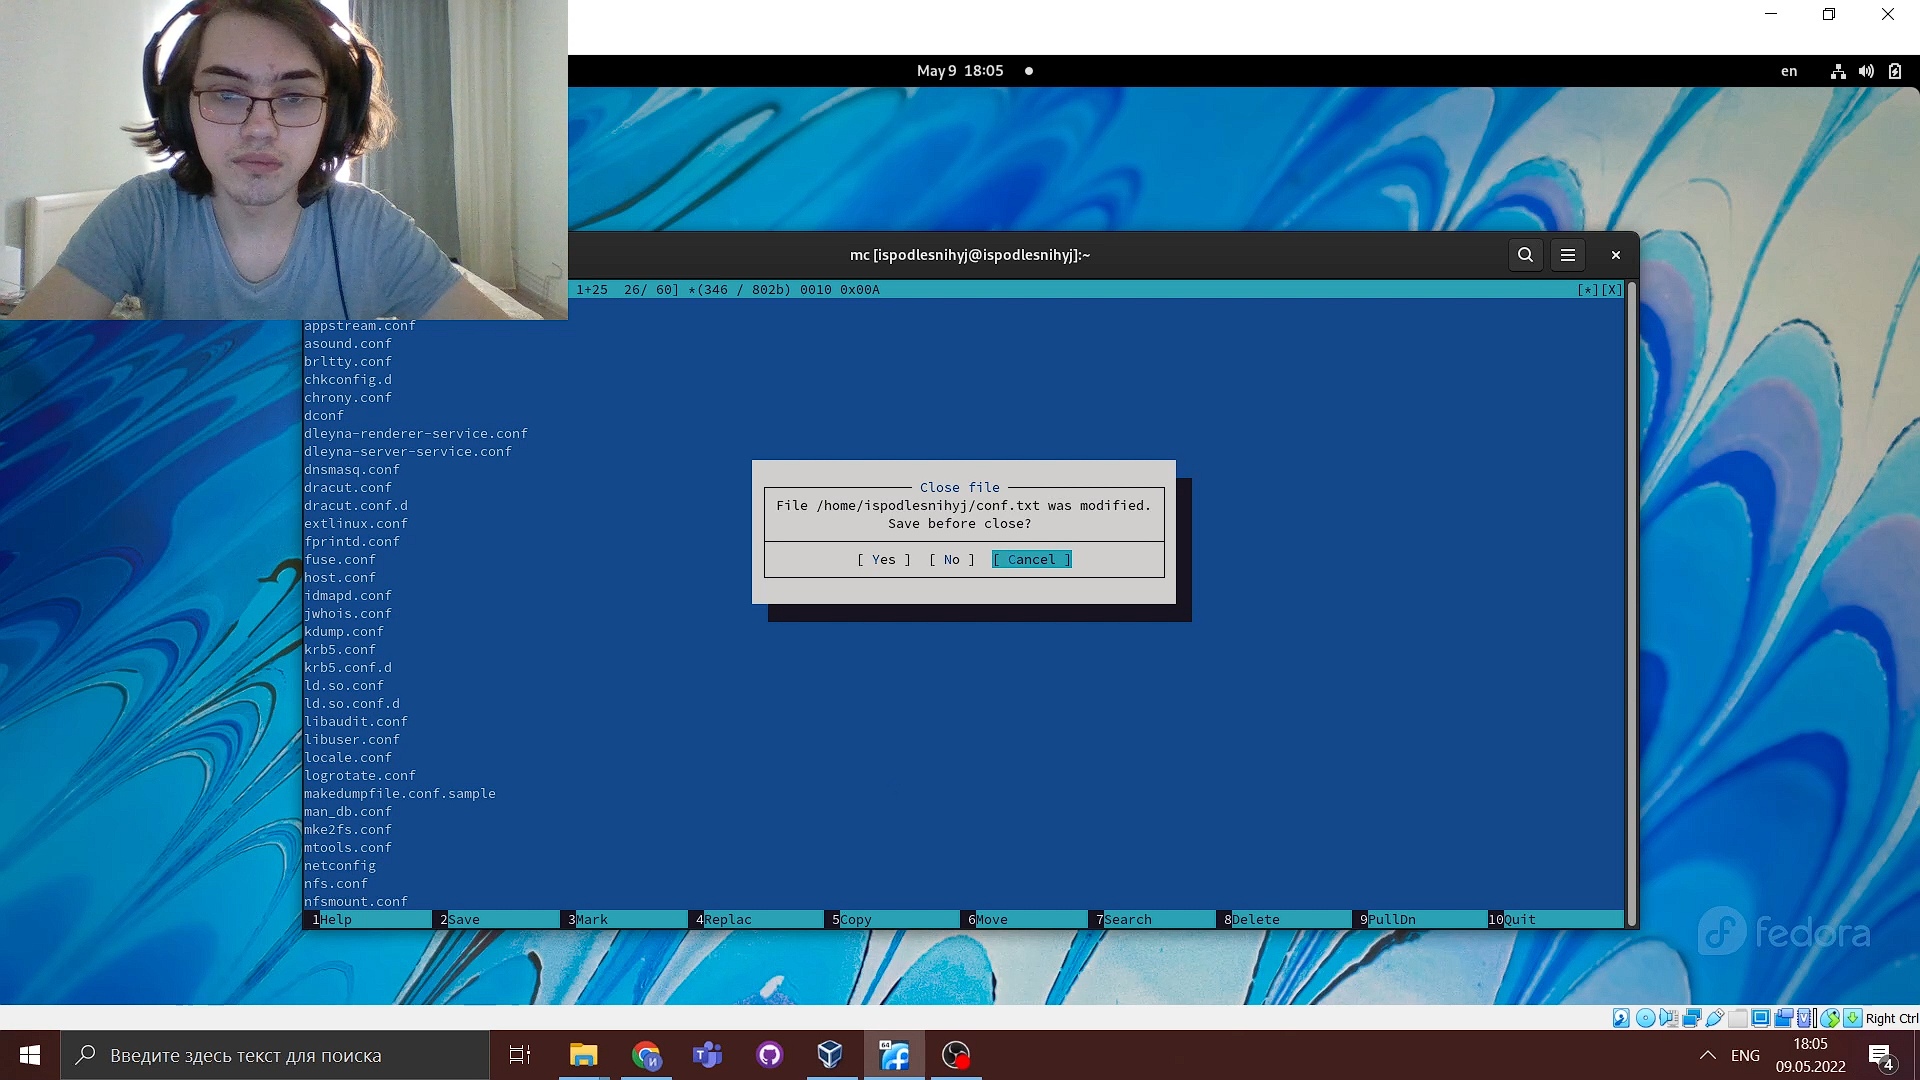 May 9 18:05
en
mc [ispodlesnihyj@ispodlesnihyj]:~
1+25 26/ 60] *(346 / 802b) 0010 0x00A
[*][X]
appstream.conf
asound.conf
brltty.conf
chkconfig.d
chrony.conf
dconf
dleyna-renderer-service.conf
dleyna-server-service.conf
dnsmasq.conf
dracut.conf
dracut.conf.d
extlinux.conf
fprintd.conf
fuse.conf
host.conf
idmapd.conf
jwhois.conf
kdump.conf
krb5.conf
krb5.conf.d
ld.so.conf
ld.so.conf.d
libaudit.conf
libuser.conf
locale.conf
logrotate.conf
makedumpfile.conf.sample
man_db.conf
mke2fs.conf
mtools.conf
netconfig
nfs.conf
nfsmount.conf
Close file
File /home/ispodlesnihyj/conf.txt was modified.
Save before close?
[ Yes ] [ No ] [ Cancel ]
1Help 2Save 3Mark 4Replac 5Copy 6Move 7Search 8Delete 9PullDn 10Quit
fedora
Right Ctrl
Введите здесь текст для поиска
64
ENG
18:05
09.05.2022
4